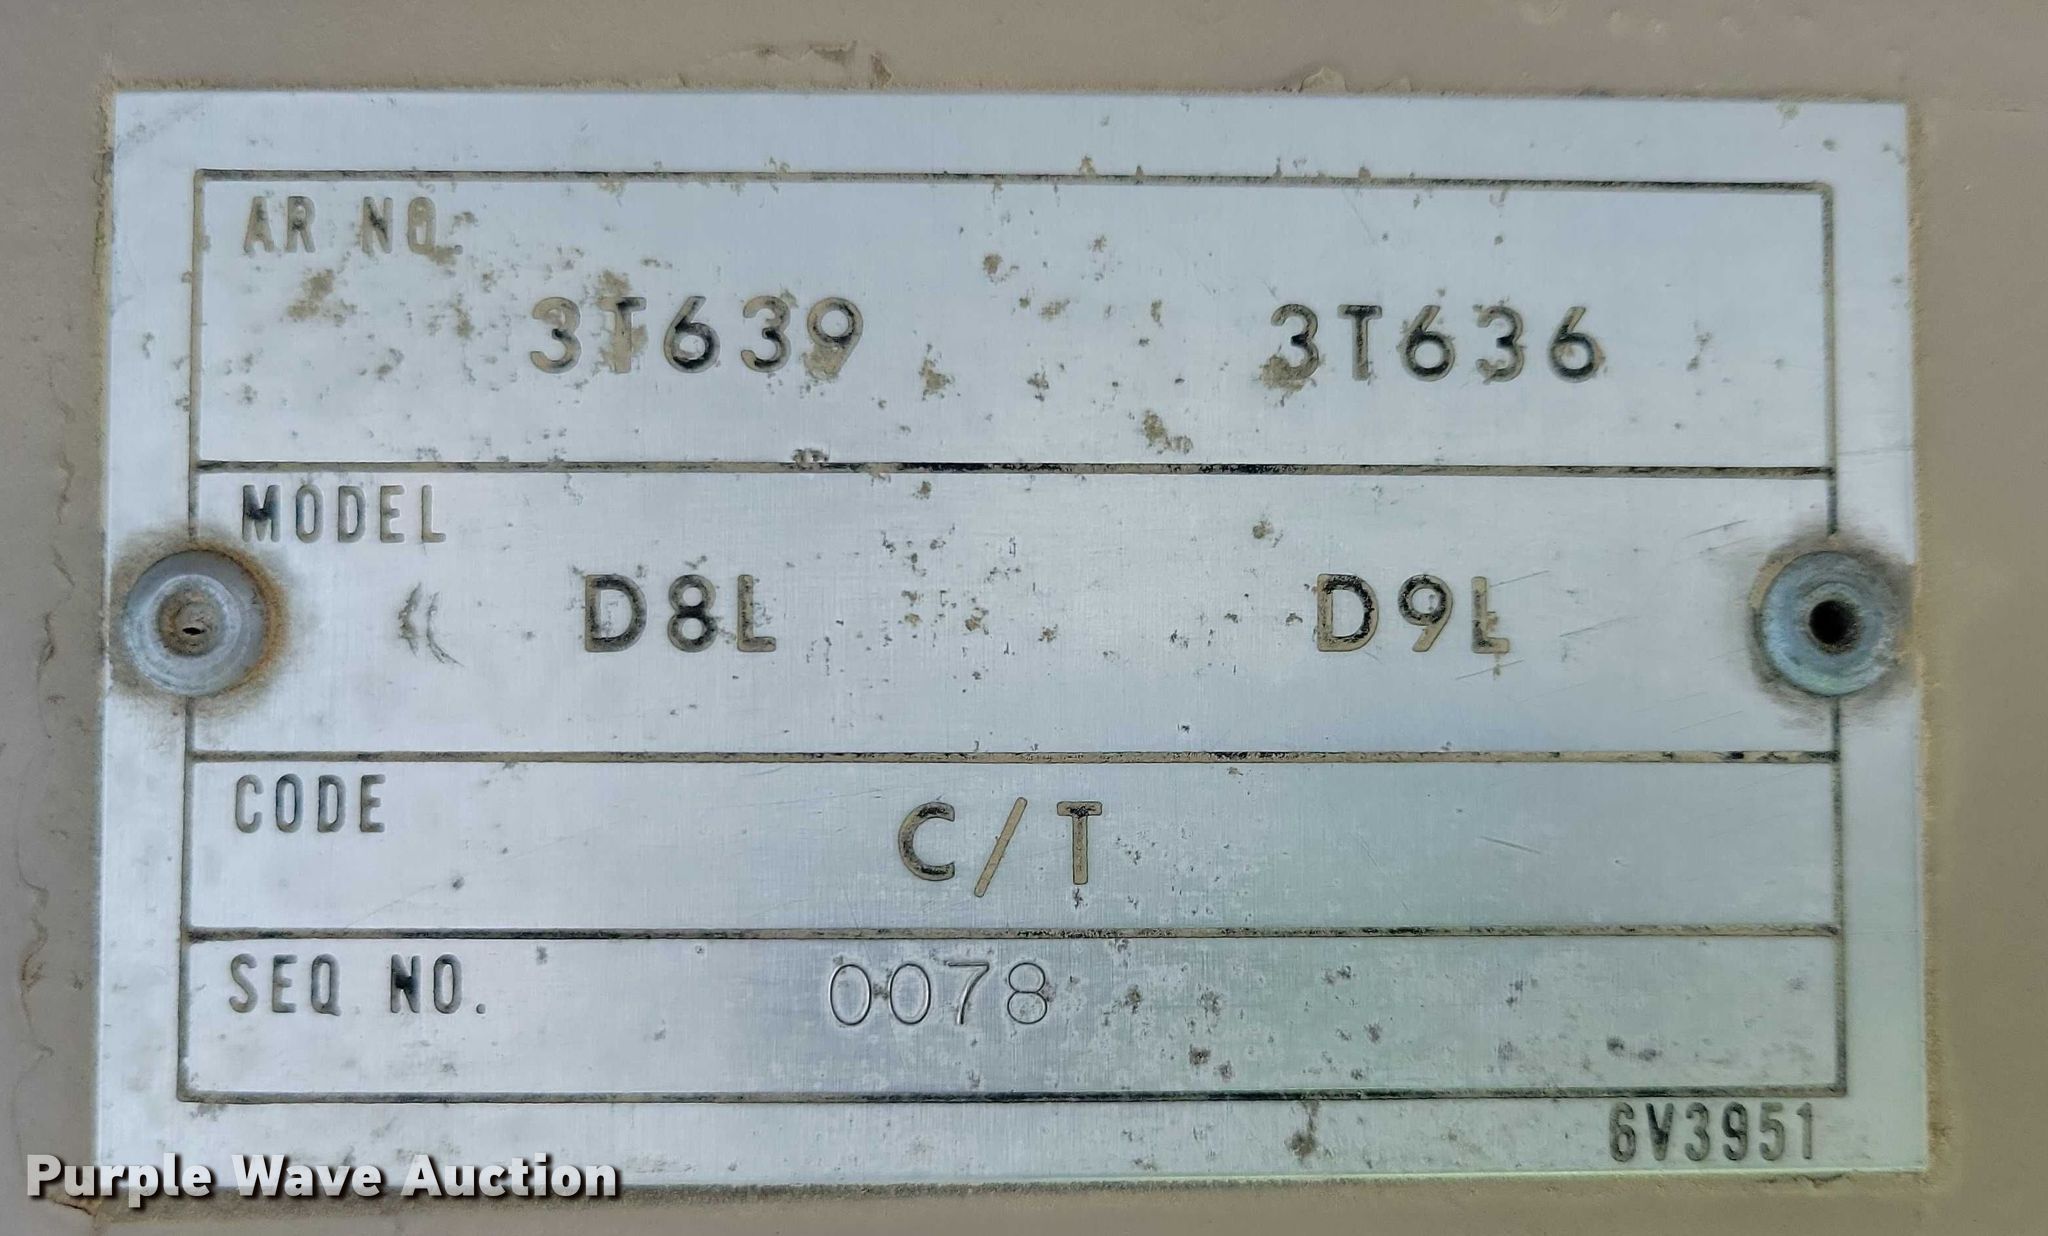 AR NO.
3T639 3T636
MODEL
D8L D9L
CODE
C/T
SEQ NO. 0078
6V3951
Purple Wave Auction